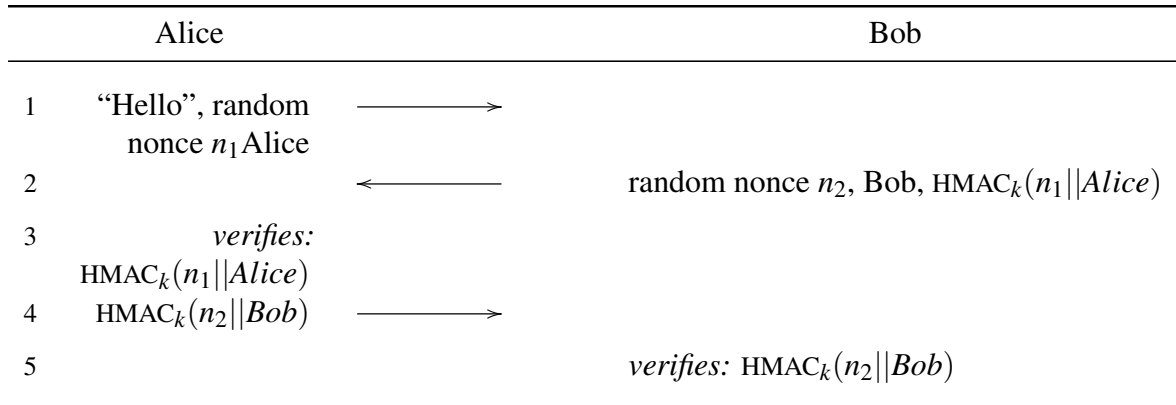 Alice Bob
1 “Hello”, random
nonce n₁Alice
2 random nonce n₂, Bob, HMACₖ(n₁||Alice)
3 verifies:
HMACₖ(n₁||Alice)
4 HMACₖ(n₂||Bob)
5 verifies: HMACₖ(n₂||Bob)